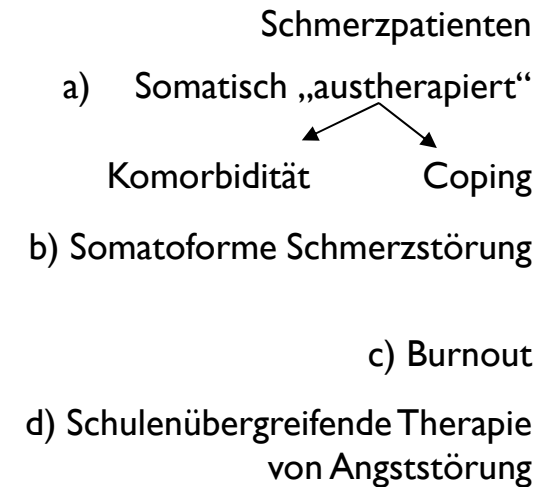 Schmerzpatienten
a) Somatisch „austherapiert“
Komorbidität Coping
b) Somatoforme Schmerzstörung
c) Burnout
d) Schulenübergreifende Therapie
von Angststörung